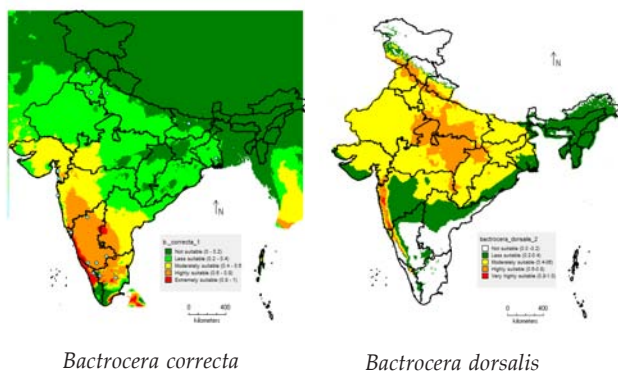 N
N
b_correcta_1
Not suitable (0 - 0.2)
Less suitable (0.2 - 0.4)
Moderately suitable (0.4 - 0.6
Highly suitable (0.6 - 0.8)
Extremely suitable (0.8 - 1)
0 400
Kilometers
bactrocera_dorsale_2
Not suitable (0.0 -0.2)
Less suitable (0.2-0.4)
Moderately suitable (0.4-06)
Highly suitable (0.6-0.8)
Very highly suitable (0.8-1.0)
0 400
Kilometers
Bactrocera correcta
Bactrocera dorsalis